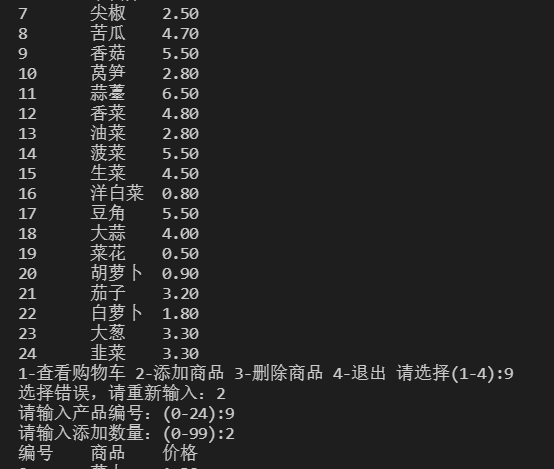 7 尖椒 2.50
8 苦瓜 4.70
9 香菇 5.50
10 莴笋 2.80
11 蒜薹 6.50
12 香菜 4.80
13 油菜 2.80
14 菠菜 5.50
15 生菜 4.50
16 洋白菜 0.80
17 豆角 5.50
18 大蒜 4.00
19 菜花 0.50
20 胡萝卜 0.90
21 茄子 3.20
22 白萝卜 1.80
23 大葱 3.30
24 韭菜 3.30
1-查看购物车 2-添加商品 3-删除商品 4-退出 请选择(1-4):9
选择错误，请重新输入：2
请输入产品编号：(0-24):9
请输入添加数量：(0-99):2
编号 商品 价格